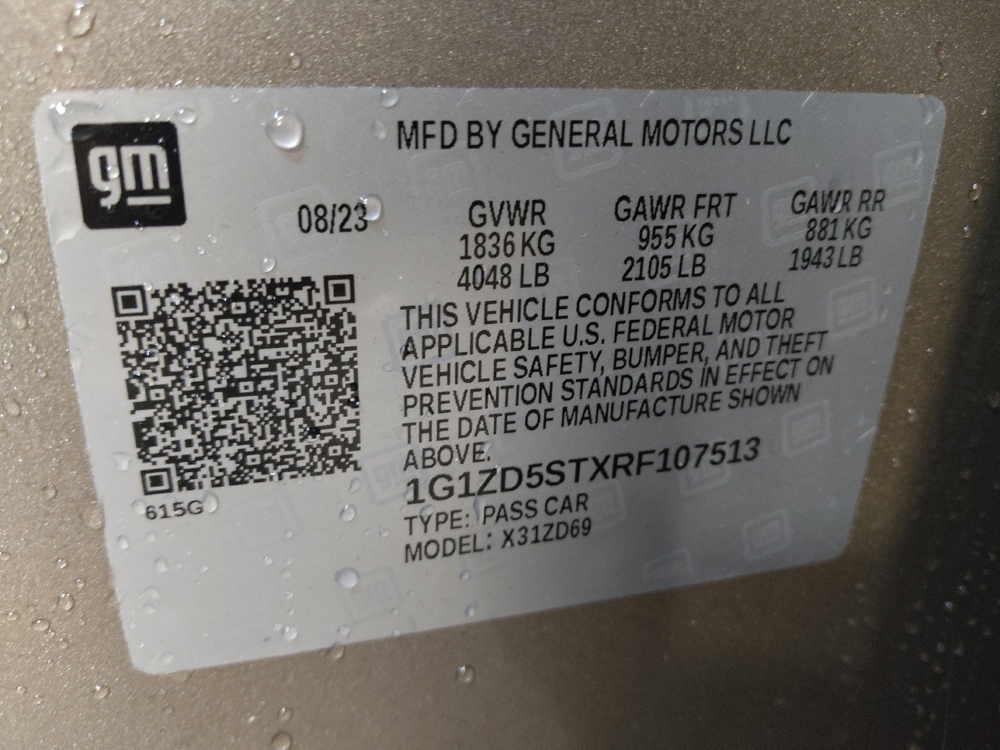 gm
MFD BY GENERAL MOTORS LLC
08/23
GVWR GAWR FRT GAWR RR
1836 KG 955 KG 881 KG
4048 LB 2105 LB 1943 LB
THIS VEHICLE CONFORMS TO ALL
APPLICABLE U.S. FEDERAL MOTOR
VEHICLE SAFETY, BUMPER, AND THEFT
PREVENTION STANDARDS IN EFFECT ON
THE DATE OF MANUFACTURE SHOWN
ABOVE.
1G1ZD5STXRF107513
615G
TYPE: PASS CAR
MODEL: X31ZD69